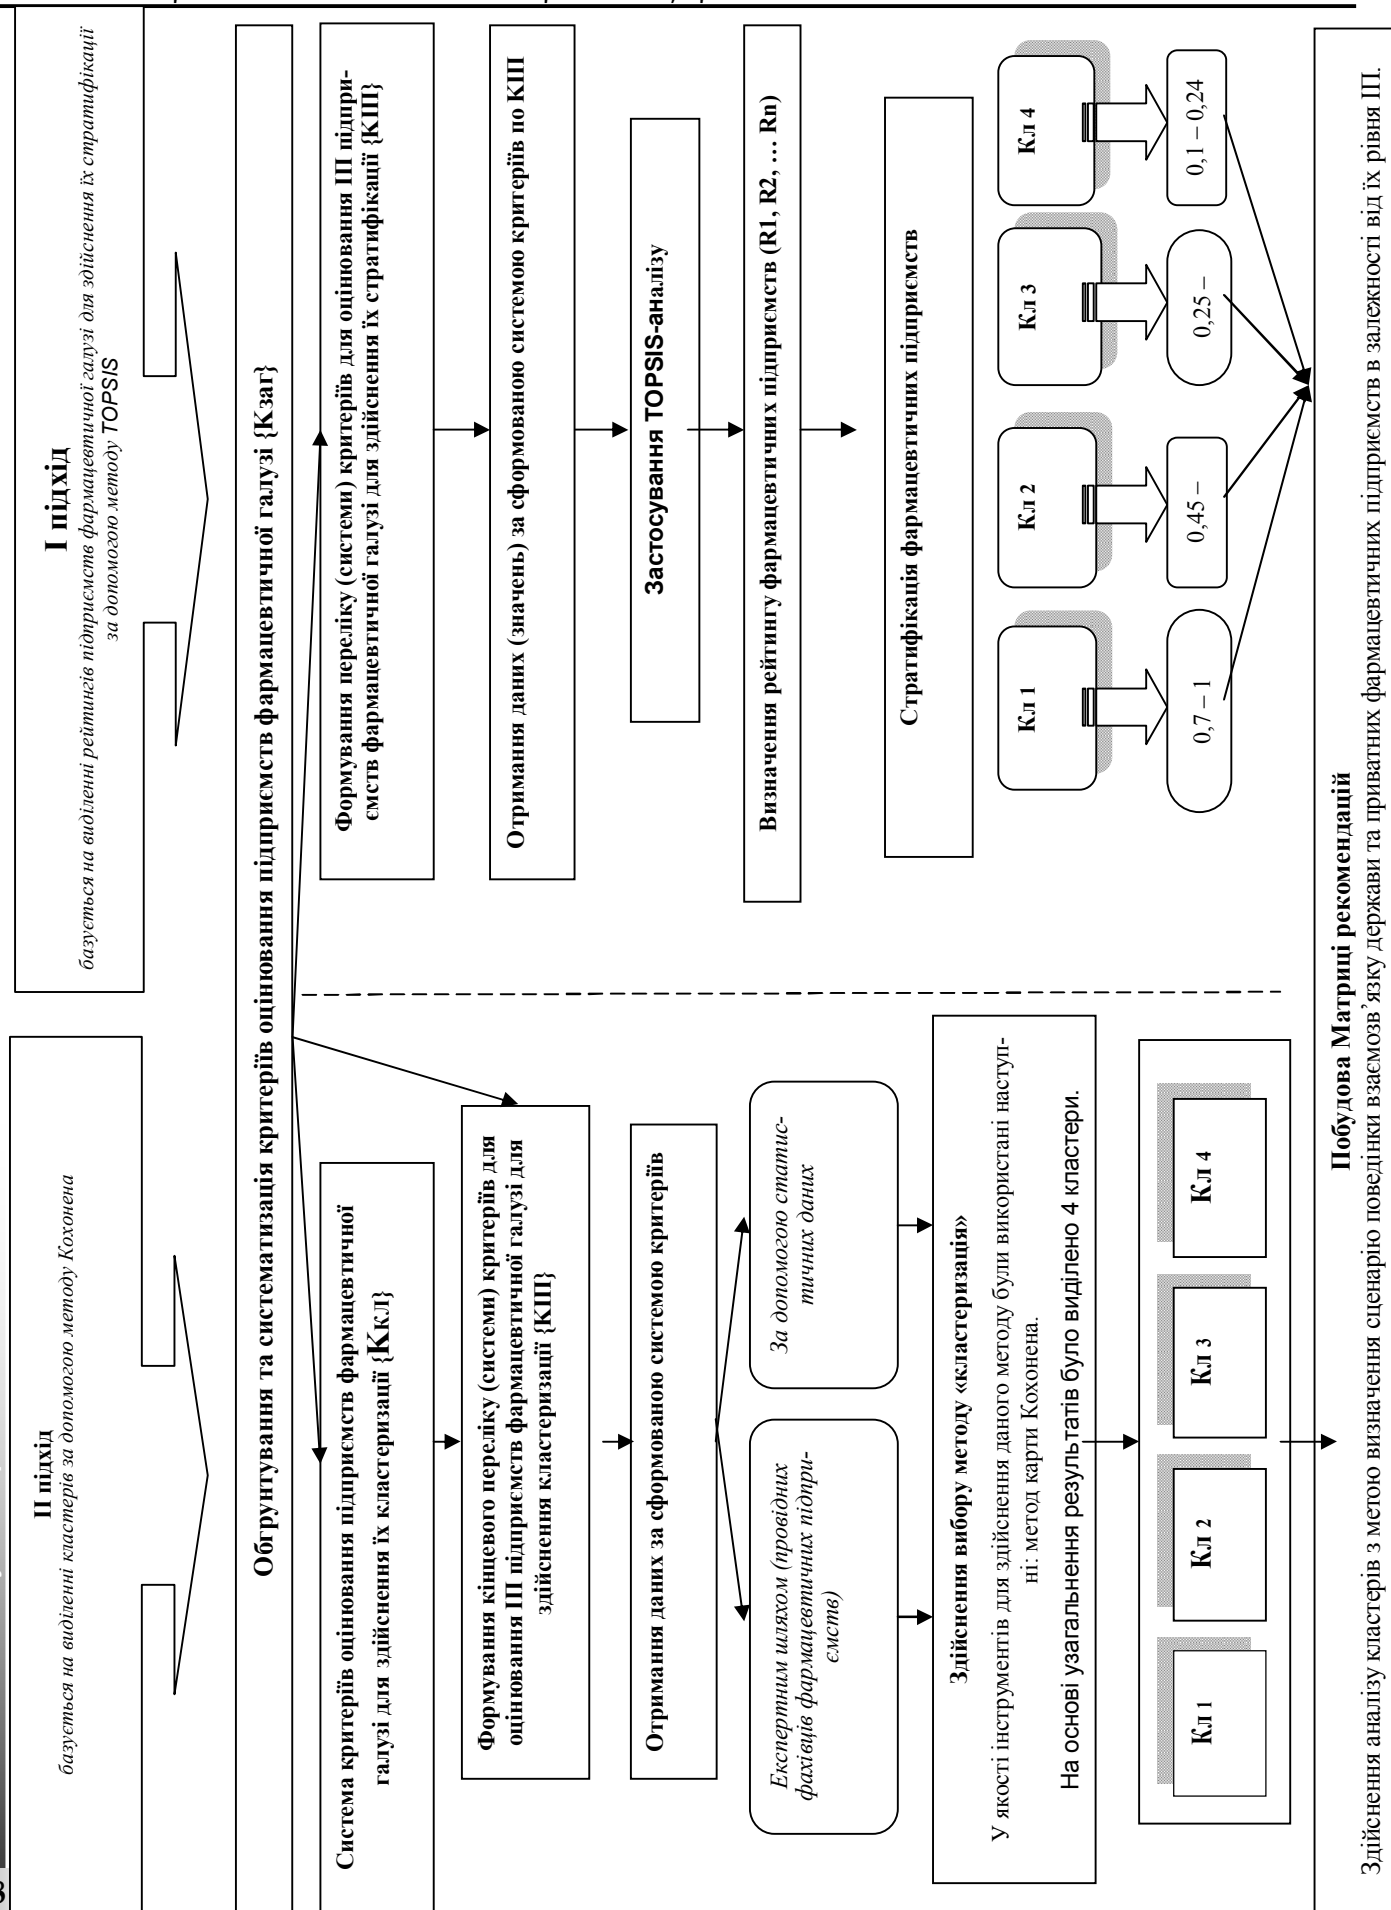 II підхід
базується на виділенні кластерів за допомогою методу Кохонена
I підхід
базується на виділенні рейтингів підприємств фармацевтичної галузі для здійснення їх стратифікації
за допомогою методу TOPSIS
Обґрунтування та систематизація критеріїв оцінювання підприємств фармацевтичної галузі {Kзаг}
Система критеріїв оцінювання підприємств фармацевтичної
галузі для здійснення їх кластеризації {Kкл}
Формування кінцевого переліку (системи) критеріїв для
оцінювання ІП підприємств фармацевтичної галузі для
здійснення кластеризації {КІП}
Отримання даних за сформованою системою критеріїв
Експертним шляхом (провідних
фахівців фармацевтичних підпри-
ємств)
За допомогою статис-
тичних даних
Здійснення вибору методу «кластеризація»
У якості інструментів для здійснення даного методу були використані наступ-
ні: метод карти Кохонена.
На основі узагальнення результатів було виділено 4 кластери.
Кл 1
Кл 2
Кл 3
Кл 4
Формування переліку (системи) критеріїв для оцінювання ІП підпри-
ємств фармацевтичної галузі для здійснення їх стратифікації {КІП}
Отримання даних (значень) за сформованою системою критеріїв по КІП
Застосування TOPSIS-аналізу
Визначення рейтингу фармацевтичних підприємств (R1, R2, … Rn)
Стратифікація фармацевтичних підприємств
Кл 1
Кл 2
Кл 3
Кл 4
0,7 – 1
0,45 –
0,25 –
0,1 – 0,24
Побудова Матриці рекомендацій
Здійснення аналізу кластерів з метою визначення сценарію поведінки взаємозв’язку держави та приватних фармацевтичних підприємств в залежності від їх рівня ІП.